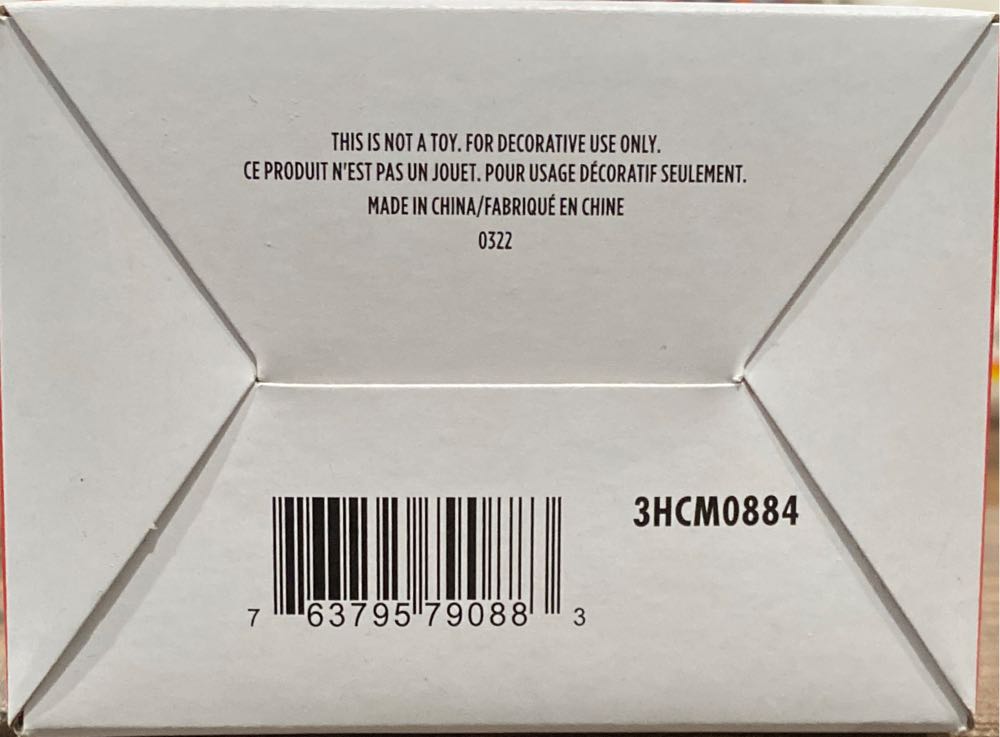 THIS IS NOT A TOY. FOR DECORATIVE USE ONLY.
CE PRODUIT N'EST PAS UN JOUET. POUR USAGE DÉCORATIF SEULEMENT.
MADE IN CHINA/FABRIQUÉ EN CHINE
0322
3HCM0884
7 63795 79088 3